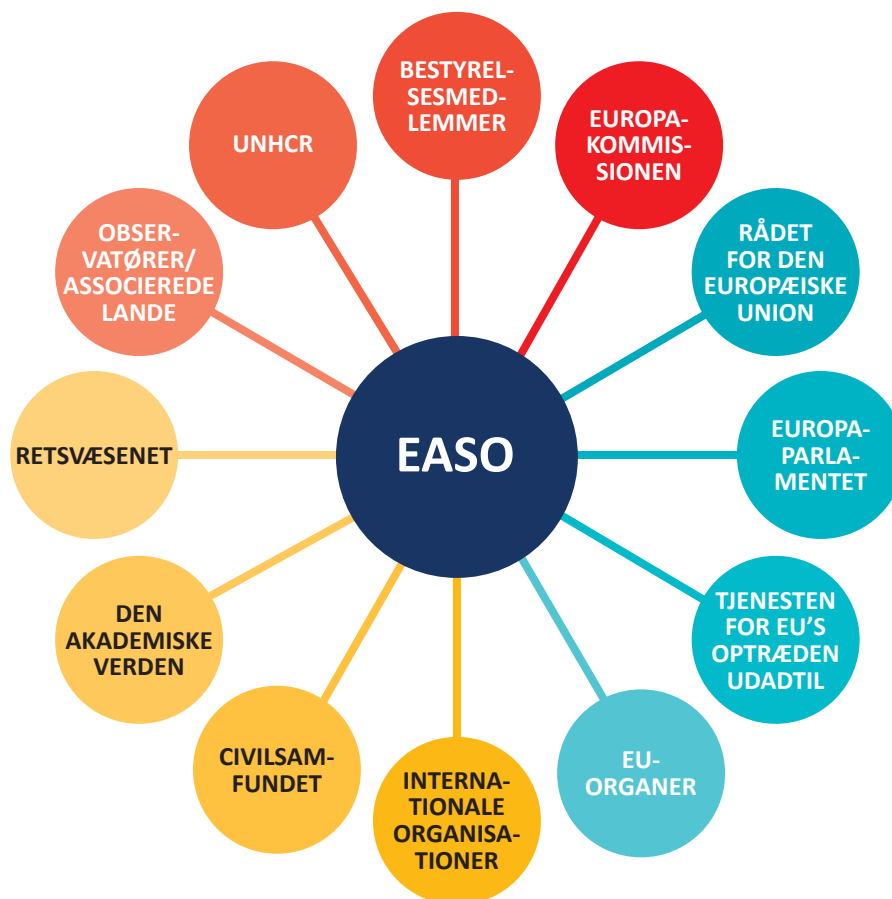 BESTYREL-
SESMED-
LEMMER
EUROPA-
KOMMIS-
SIONEN
RÅDET
FOR DEN
EUROPÆISKE
UNION
EUROPA-
PARLA-
MENTET
TJENESTEN
FOR EU'S
OPTRÆDEN
UDADTIL
EU-
ORGANER
INTERNA-
TIONALE
ORGANISA-
TIONER
CIVILSAM-
FUNDET
DEN
AKADEMISKE
VERDEN
RETSVÆSENET
OBSER-
VATØRER/
ASSOCIEREDE
LANDE
UNHCR
EASO